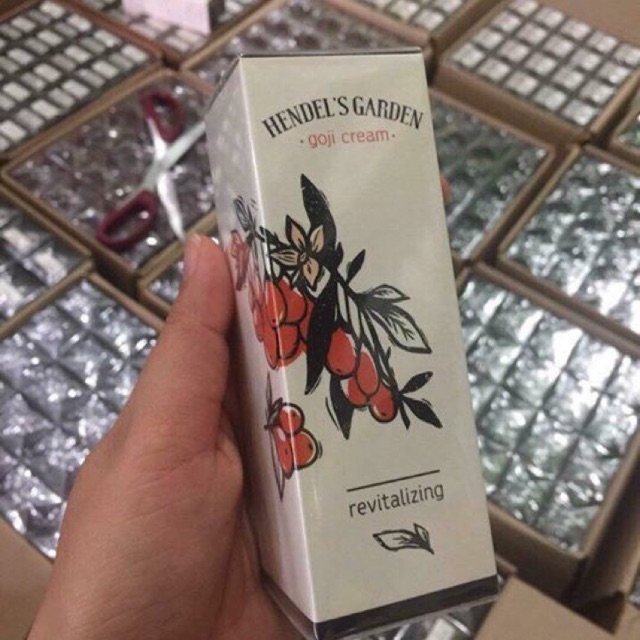 HENDEL'S GARDEN
·goji cream·
revitalizing